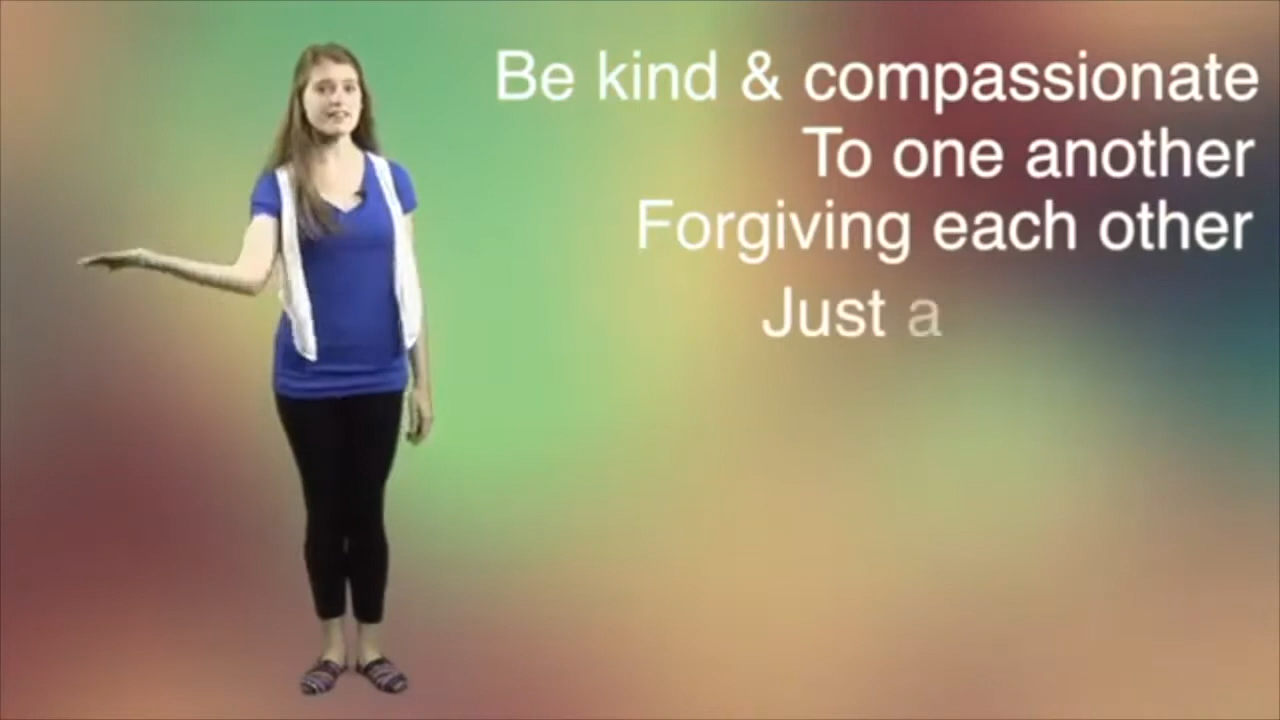 Be kind & compassionate
To one another
Forgiving each other
Just a